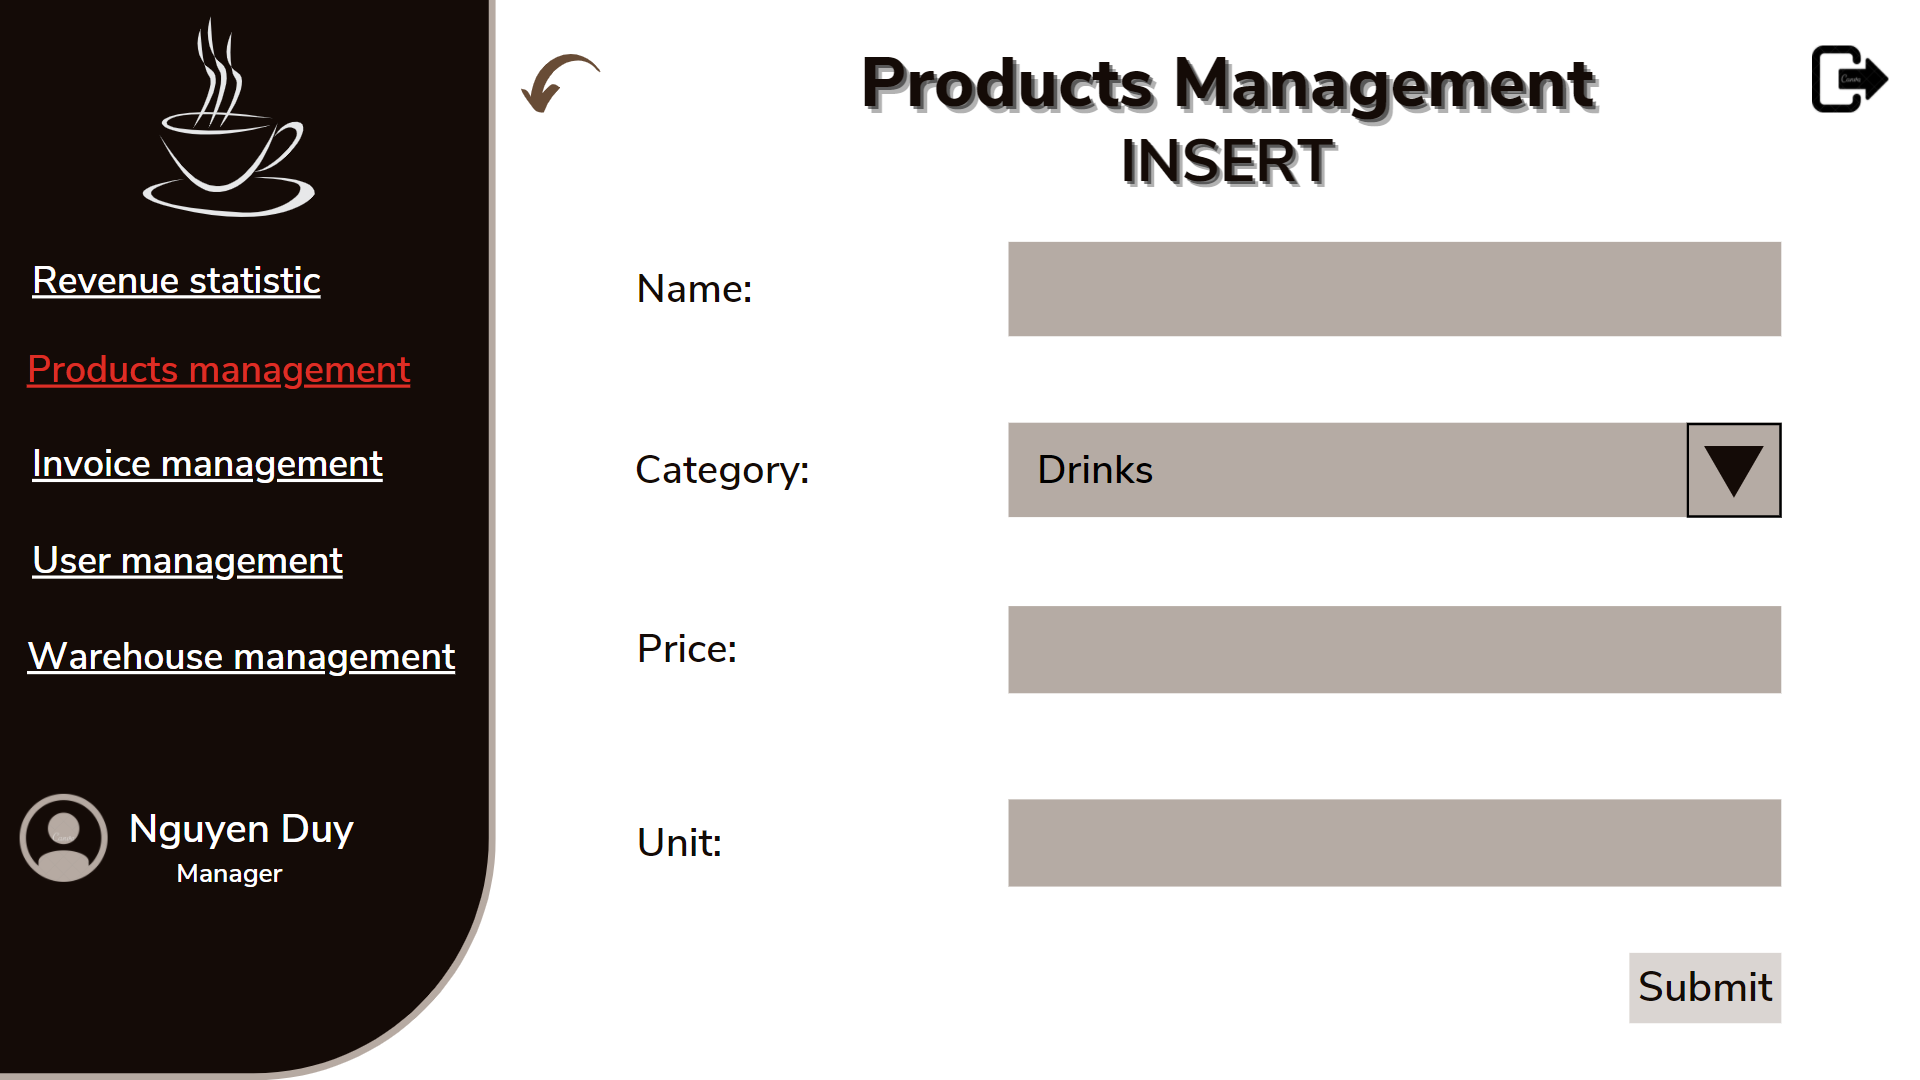 Revenue statistic
Products management
Invoice management
User management
Warehouse management
Nguyen Duy
Manager
Products Management
INSERT
Name:
Category:
Drinks
Price:
Unit:
Submit